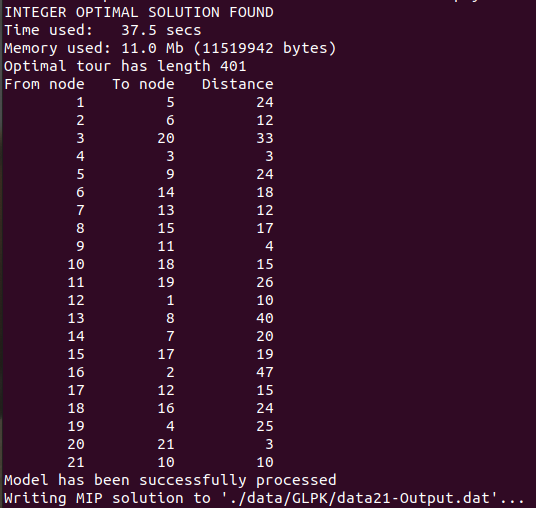 INTEGER OPTIMAL SOLUTION FOUND
Time used:   37.5 secs
Memory used: 11.0 Mb (11519942 bytes)
Optimal tour has length 401
From node   To node   Distance
         1         5         24
         2         6         12
         3        20         33
         4         3          3
         5         9         24
         6        14         18
         7        13         12
         8        15         17
         9        11          4
        10        18         15
        11        19         26
        12         1         10
        13         8         40
        14         7         20
        15        17         19
        16         2         47
        17        12         15
        18        16         24
        19         4         25
        20        21          3
        21        10         10
Model has been successfully processed
Writing MIP solution to './data/GLPK/data21-Output.dat'...